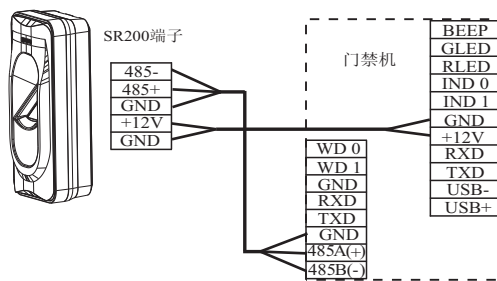 SR200端子
485-
485+
GND
+12V
GND
门禁机
WD 0
WD 1
GND
RXD
TXD
GND
485A(+)
485B(-)
BEEP
GLED
RLED
IND 0
IND 1
GND
+12V
RXD
TXD
USB-
USB+